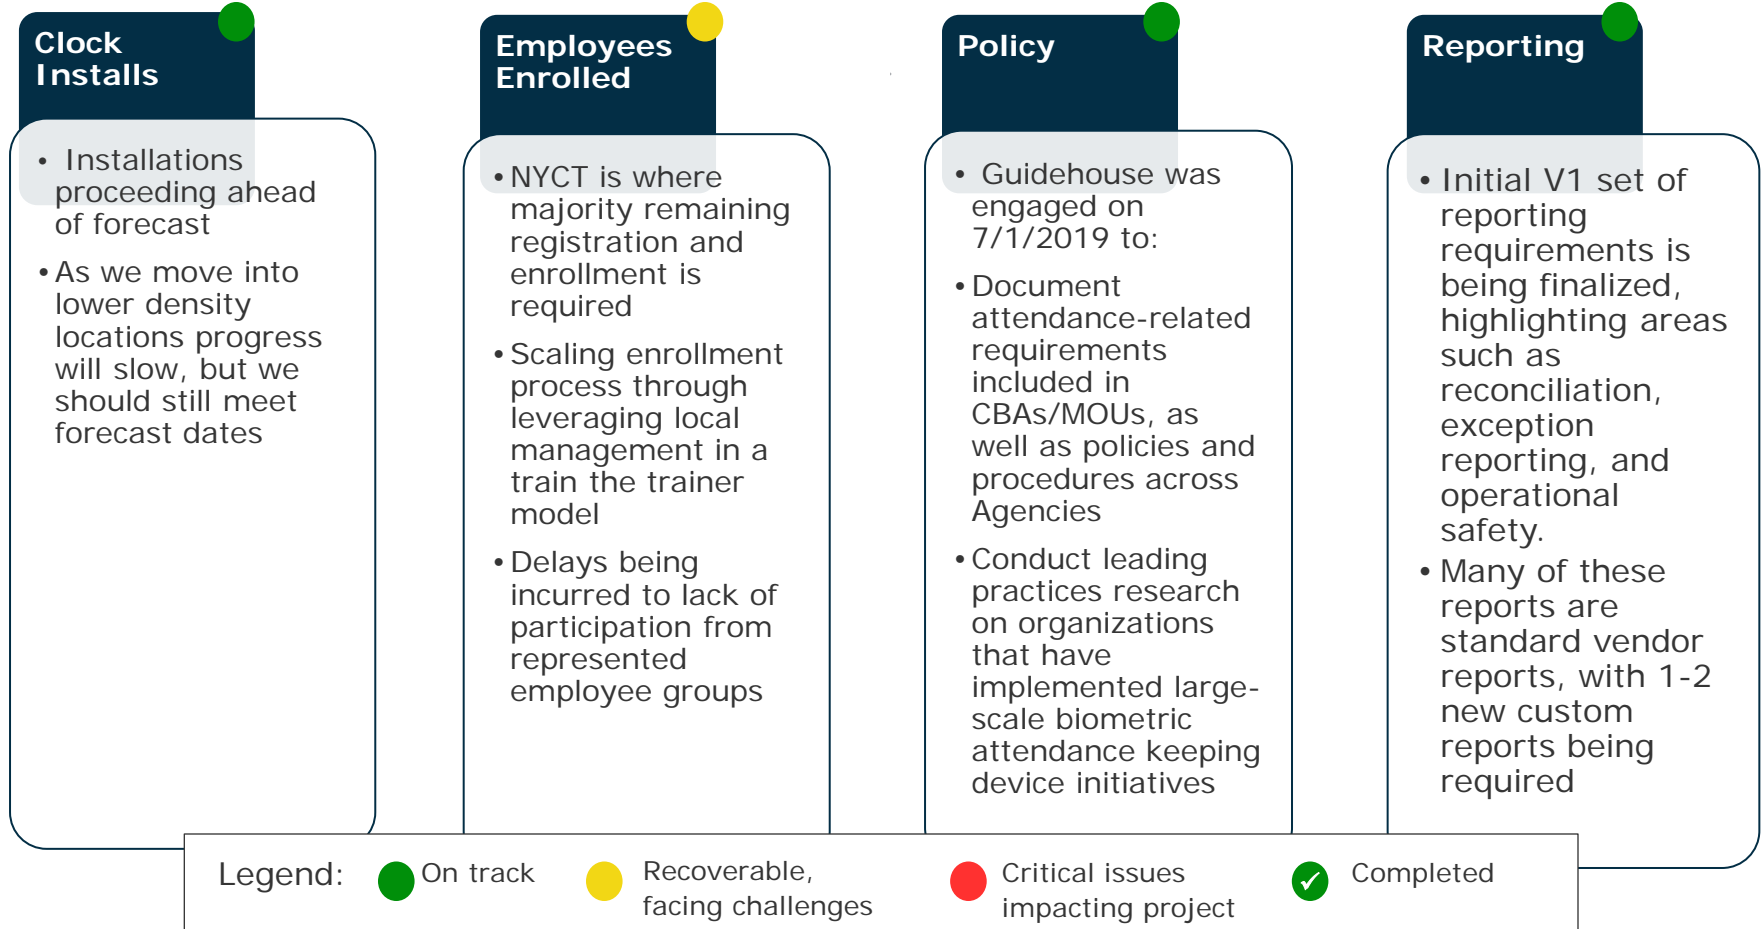 Clock
Installs
• Installations
proceeding ahead
of forecast
• As we move into
lower density
locations progress
will slow, but we
should still meet
forecast dates
Employees
Enrolled
• NYCT is where
majority remaining
registration and
enrollment is
required
• Scaling enrollment
process through
leveraging local
management in a
train the trainer
model
• Delays being
incurred to lack of
participation from
represented
employee groups
Policy
• Guidehouse was
engaged on
7/1/2019 to:
• Document
attendance-related
requirements
included in
CBAs/MOUs, as
well as policies and
procedures across
Agencies
• Conduct leading
practices research
on organizations
that have
implemented large-
scale biometric
attendance keeping
device initiatives
Reporting
• Initial V1 set of
reporting
requirements is
being finalized,
highlighting areas
such as
reconciliation,
exception
reporting, and
operational
safety.
• Many of these
reports are
standard vendor
reports, with 1-2
new custom
reports being
required
Legend:
On track
Recoverable,
facing challenges
Critical issues
impacting project
✓ Completed